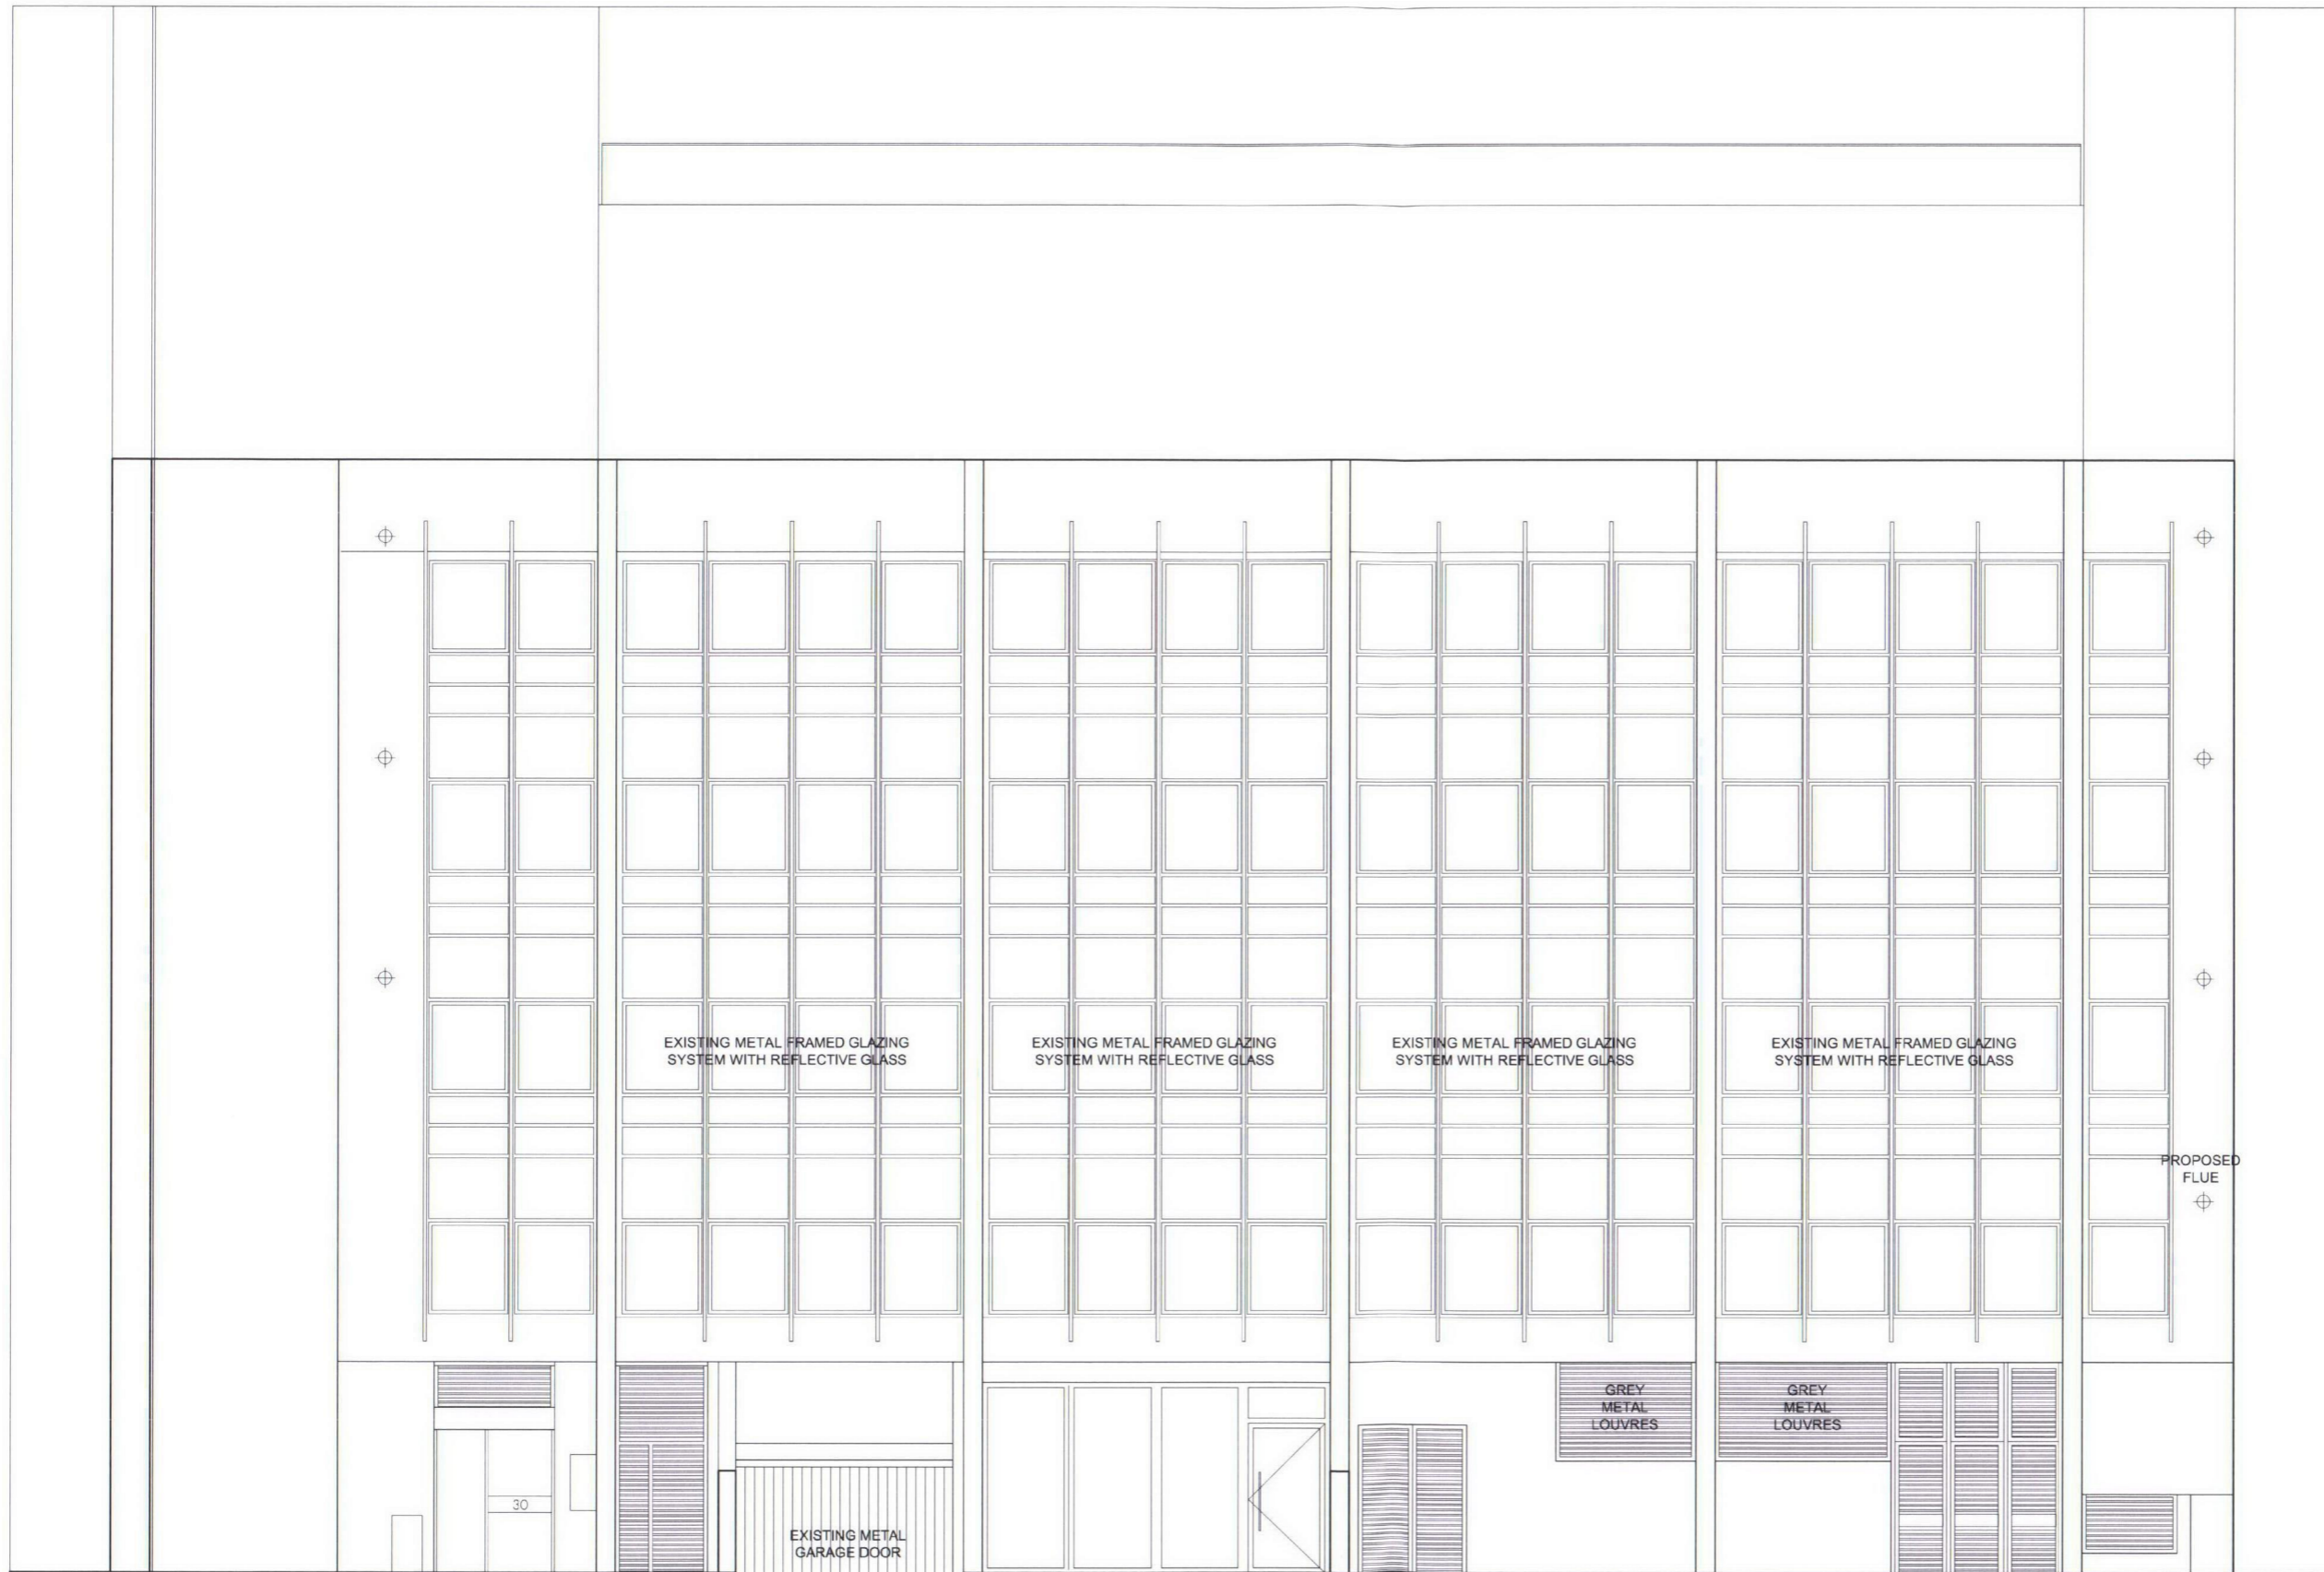 EXISTING METAL FRAMED GLAZING
SYSTEM WITH REFLECTIVE GLASS
EXISTING METAL FRAMED GLAZING
SYSTEM WITH REFLECTIVE GLASS
EXISTING METAL FRAMED GLAZING
SYSTEM WITH REFLECTIVE GLASS
EXISTING METAL FRAMED GLAZING
SYSTEM WITH REFLECTIVE GLASS
PROPOSED
FLUE
GREY
METAL
LOUVRES
GREY
METAL
LOUVRES
30
EXISTING METAL
GARAGE DOOR